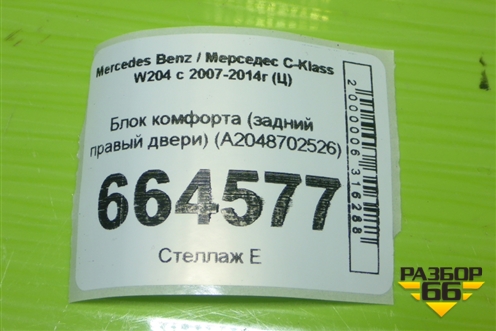 Mercedes Benz / Мерседес C-Klass
W204 с 2007-2014г (Ц)
Блок комфорта (задний
правый двери) (A2048702526)
664577
Стеллаж Е
2000006316288
РАЗБОР
66